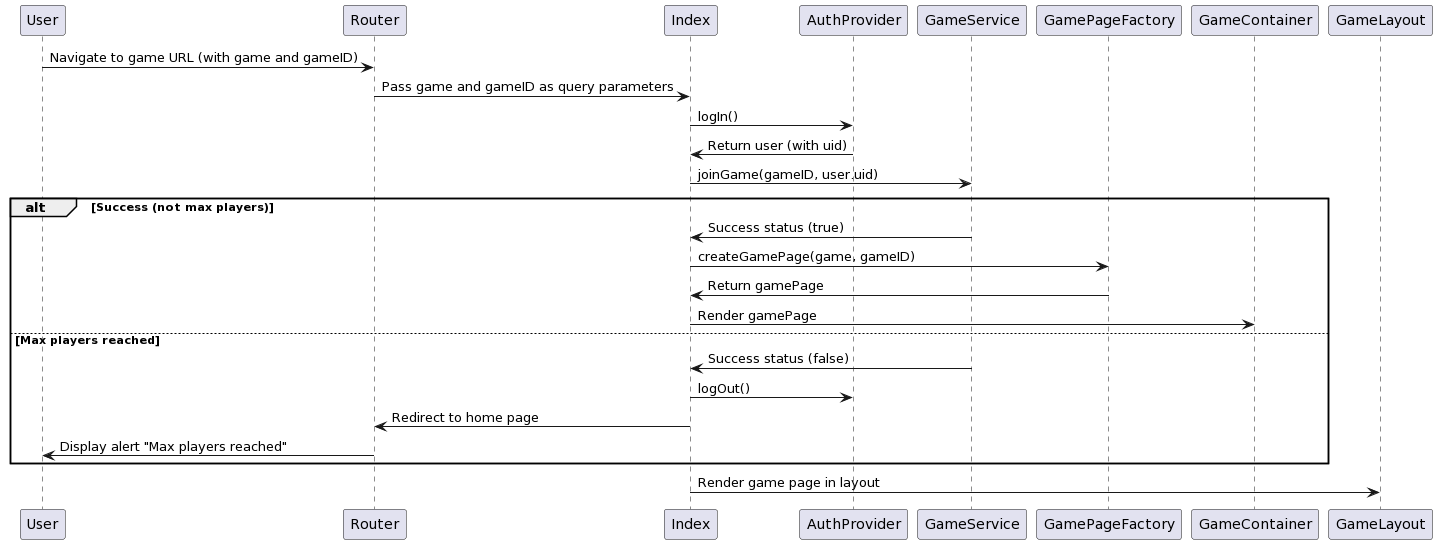 User Router Index AuthProvider GameService GamePageFactory GameContainer GameLayout
Navigate to game URL (with game and gameID)
Pass game and gameID as query parameters
logIn()
Return user (with uid)
joinGame(gameID, user.uid)
alt [Success (not max players)]
Success status (true)
createGamePage(game, gameID)
Return gamePage
Render gamePage
[Max players reached]
Success status (false)
logOut()
Redirect to home page
Display alert "Max players reached"
Render game page in layout
User Router Index AuthProvider GameService GamePageFactory GameContainer GameLayout